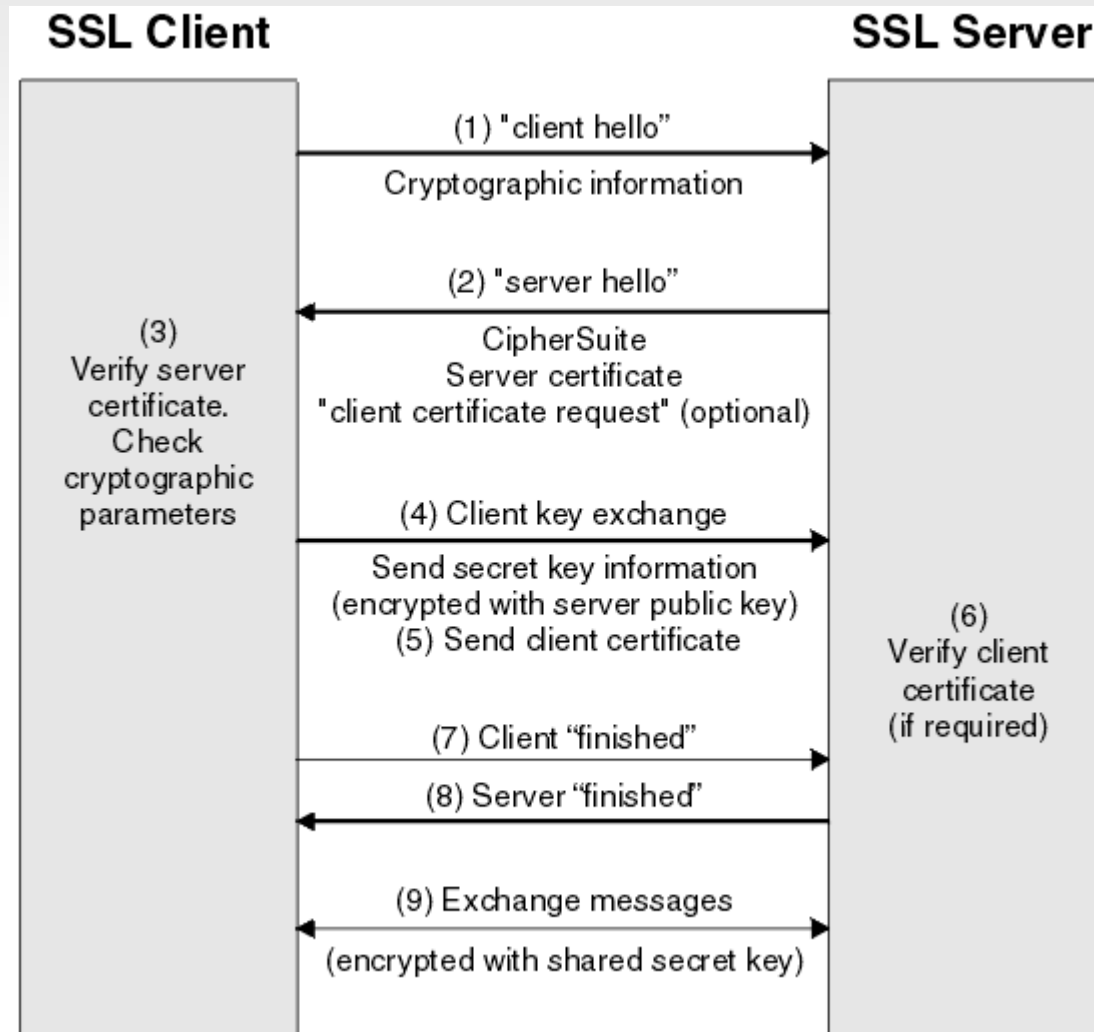 SSL Client
SSL Server
(1) "client hello”
Cryptographic information
(2) "server hello”
CipherSuite
Server certificate
"client certificate request" (optional)
(3)
Verify server
certificate.
Check
cryptographic
parameters
(4) Client key exchange
Send secret key information
(encrypted with server public key)
(5) Send client certificate
(6)
Verify client
certificate
(if required)
(7) Client “finished”
(8) Server “finished”
(9) Exchange messages
(encrypted with shared secret key)